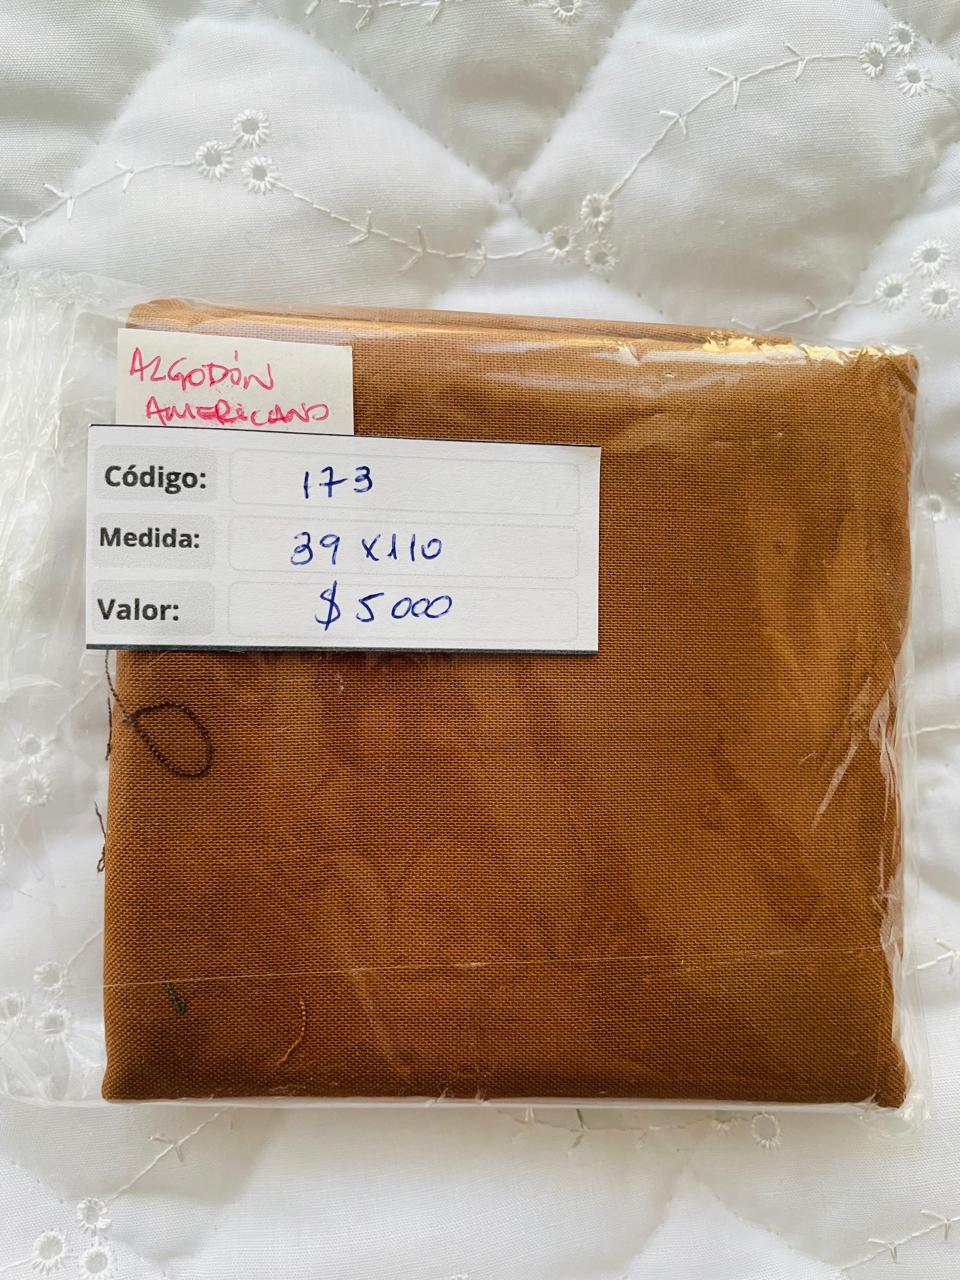 ALGODÓN
AMERICANO
Código: 173
Medida: 39 x 110
Valor: $ 5000